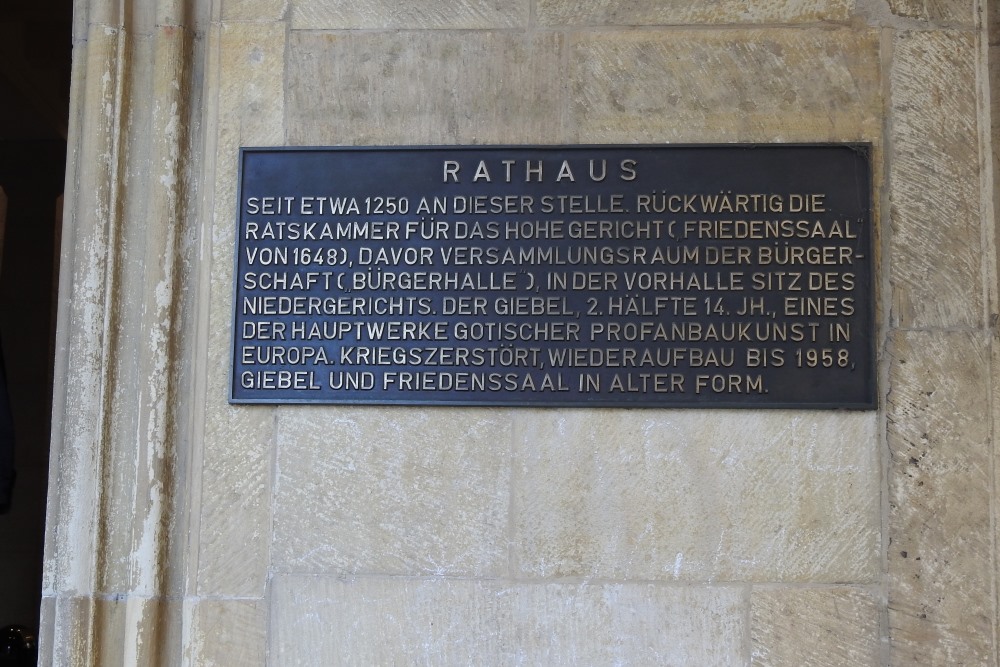 RATHAUS
SEIT ETWA 1250 AN DIESER STELLE. RÜCKWÄRTIG DIE
RATSKAMMER FÜR DAS HOHE GERICHT („FRIEDENSSAAL"
VON 1648), DAVOR VERSAMMLUNGSRAUM DER BÜRGER-
SCHAFT („BÜRGERHALLE"), IN DER VORHALLE SITZ DES
NIEDERGERICHTS. DER GIEBEL, 2. HÄLFTE 14. JH., EINES
DER HAUPTWERKE GOTISCHER PROFANBAUKUNST IN
EUROPA. KRIEGSZERSTÖRT, WIEDERAUFBAU BIS 1958,
GIEBEL UND FRIEDENSSAAL IN ALTER FORM.